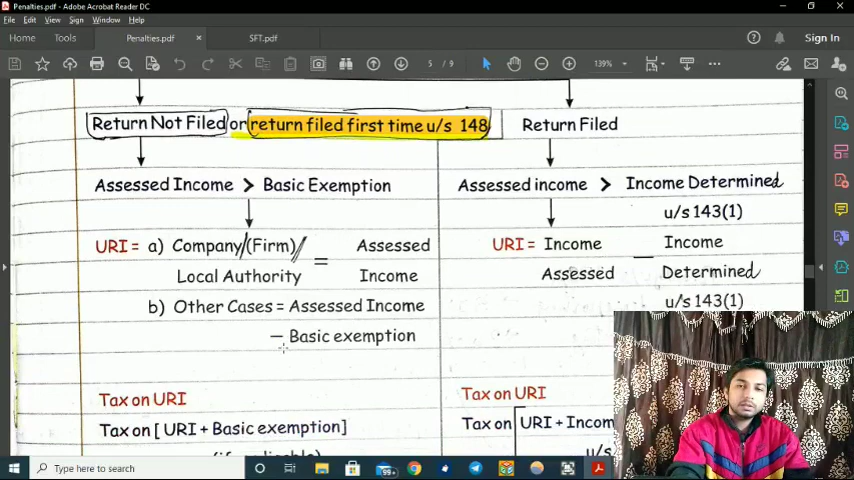 Penalties.pdf - Adobe Acrobat Reader DC
File Edit View Sign Window Help
Home Tools Penalties.pdf × SFT.pdf Sign In
5 / 9 139%
Return Not Filed or return filed first time u/s 148
Assessed Income > Basic Exemption
URI = a) Company/(Firm)/ = Assessed
Local Authority Income
b) Other Cases = Assessed Income
– Basic exemption
Tax on URI
Tax on [ URI + Basic exemption]
(if applicable)
Return Filed
Assessed income > Income Determined
u/s 143(1)
URI = Income – Income
Assessed Determined
u/s 143(1)
Tax on URI
Tax on [ URI + Incom
u/s
Type here to search